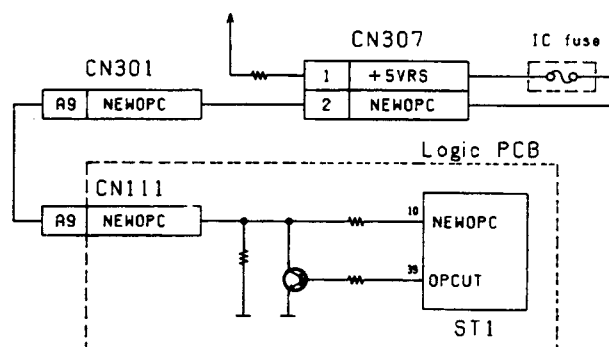 CN307
IC fuse
CN301
1 +5VRS
A9 NEWOPC
2 NEWOPC
Logic PCB
CN111
A9 NEWOPC
10 NEWOPC
39 OPCUT
ST1